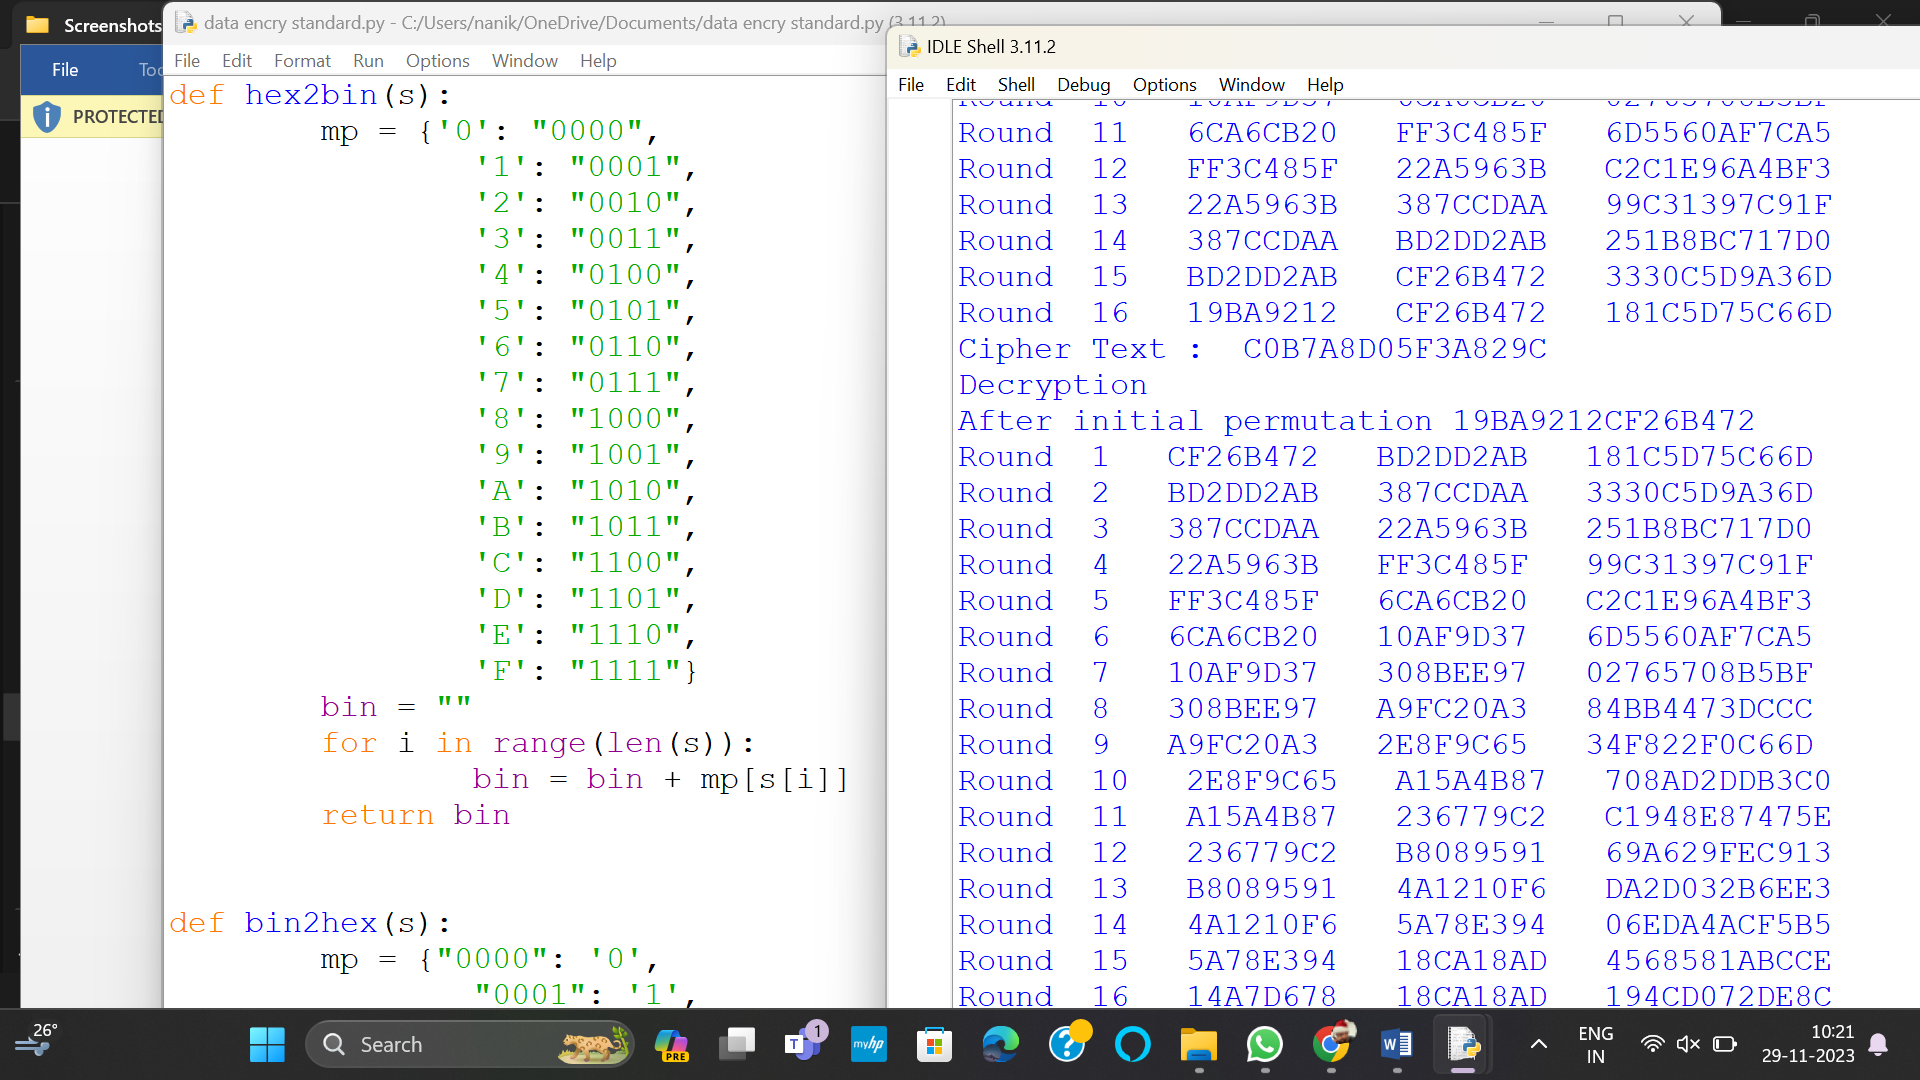 Screenshots
File
Too
PROTECTED
data encry standard.py - C:/Users/nanik/OneDrive/Documents/data encry standard.py (3.11.2)
File Edit Format Run Options Window Help
def hex2bin(s):
mp = {'0': "0000",
'1': "0001",
'2': "0010",
'3': "0011",
'4': "0100",
'5': "0101",
'6': "0110",
'7': "0111",
'8': "1000",
'9': "1001",
'A': "1010",
'B': "1011",
'C': "1100",
'D': "1101",
'E': "1110",
'F': "1111"}
bin = ""
for i in range(len(s)):
bin = bin + mp[s[i]]
return bin
def bin2hex(s):
mp = {"0000": '0',
"0001": '1',
IDLE Shell 3.11.2
File Edit Shell Debug Options Window Help
Round 10 10AF9D37 6CA6CB20 02765708B5BF
Round 11 6CA6CB20 FF3C485F 6D5560AF7CA5
Round 12 FF3C485F 22A5963B C2C1E96A4BF3
Round 13 22A5963B 387CCDAA 99C31397C91F
Round 14 387CCDAA BD2DD2AB 251B8BC717D0
Round 15 BD2DD2AB CF26B472 3330C5D9A36D
Round 16 19BA9212 CF26B472 181C5D75C66D
Cipher Text : C0B7A8D05F3A829C
Decryption
After initial permutation 19BA9212CF26B472
Round 1 CF26B472 BD2DD2AB 181C5D75C66D
Round 2 BD2DD2AB 387CCDAA 3330C5D9A36D
Round 3 387CCDAA 22A5963B 251B8BC717D0
Round 4 22A5963B FF3C485F 99C31397C91F
Round 5 FF3C485F 6CA6CB20 C2C1E96A4BF3
Round 6 6CA6CB20 10AF9D37 6D5560AF7CA5
Round 7 10AF9D37 308BEE97 02765708B5BF
Round 8 308BEE97 A9FC20A3 84BB4473DCCC
Round 9 A9FC20A3 2E8F9C65 34F822F0C66D
Round 10 2E8F9C65 A15A4B87 708AD2DDB3C0
Round 11 A15A4B87 236779C2 C1948E87475E
Round 12 236779C2 B8089591 69A629FEC913
Round 13 B8089591 4A1210F6 DA2D032B6EE3
Round 14 4A1210F6 5A78E394 06EDA4ACF5B5
Round 15 5A78E394 18CA18AD 4568581ABCCE
Round 16 14A7D678 18CA18AD 194CD072DE8C
26°
Search
PRE
T
1
myhp
ENG
IN
10:21
29-11-2023